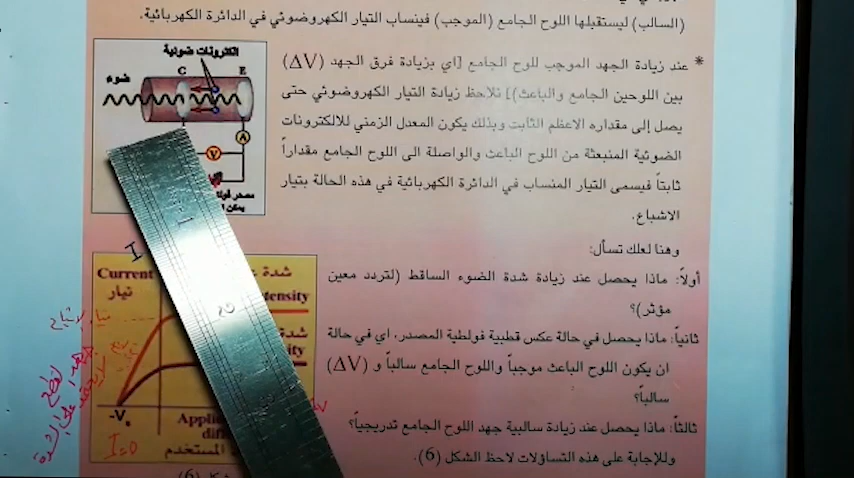 (السالب) ليستقبلها اللوح الجامع (الموجب) فينساب التيار الكهروضوئي في الدائرة الكهربائية.
* عند زيادة الجهد الموجب للوح الجامع [اي بزيادة فرق الجهد (ΔV)
بين اللوحين الجامع والباعث)] نلاحظ زيادة التيار الكهروضوئي حتى
يصل إلى مقداره الاعظم الثابت وبذلك يكون المعدل الزمني للالكترونات
الضوئية المنبعثة من اللوح الباعث والواصلة الى اللوح الجامع مقداراً
ثابتاً فيسمى التيار المنساب في الدائرة الكهربائية في هذه الحالة بتيار
الاشباع.
وهنا لعلك تسأل:
أولاً: ماذا يحصل عند زيادة شدة الضوء الساقط (لتردد معين
مؤثر)؟
ثانياً: ماذا يحصل في حالة عكس قطبية فولطية المصدر، اي في حالة
ان يكون اللوح الباعث موجباً واللوح الجامع سالباً و (ΔV)
سالباً؟
ثالثاً: ماذا يحصل عند زيادة سالبية جهد اللوح الجامع تدريجياً؟
وللإجابة على هذه التساؤلات لاحظ الشكل (6).
الكترونات ضوئية
ضوء
C E
A
V
I
Current
تيار
شدة
شدة
-V
I=0
المستخدم